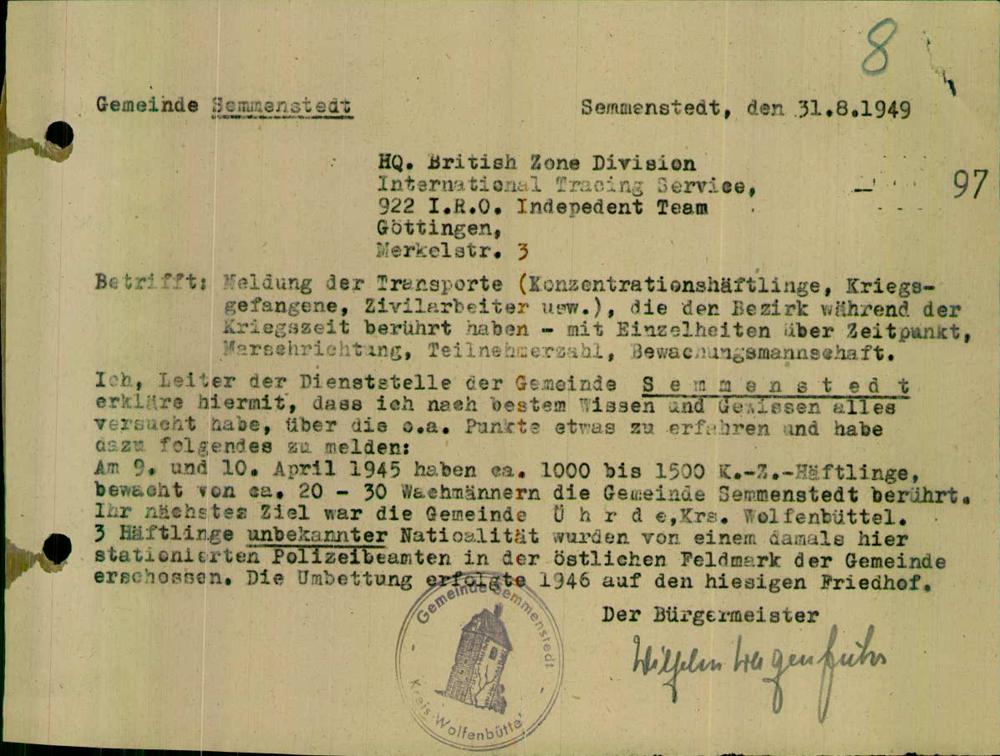 8
Gemeinde Semmenstedt
Semmenstedt, den 31.8.1949
HQ. British Zone Division
International Tracing Service,
97
922 I.R.O. Indepedent Team
Göttingen,
Merkelstr. 3
Betrifft: Meldung der Transporte (Konzentrationshäftlinge, Kriegs-
gefangene, Zivilarbeiter usw.), die den Bezirk während der
Kriegszeit berührt haben - mit Einzelheiten über Zeitpunkt,
Marschrichtung, Teilnehmerzahl, Bewachungsmannschaft.
Ich, Leiter der Dienststelle der Gemeinde S e m m e n s t e d t
erkläre hiermit, dass ich nach bestem Wissen und Gewissen alles
versucht habe, über die o.a. Punkte etwas zu erfahren und habe
dazu folgendes zu melden:
Am 9. und 10. April 1945 haben ca. 1000 bis 1500 K.-Z.-Häftlinge,
bewacht von ca. 20 - 30 Wachmännern die Gemeinde Semmenstedt berührt.
Ihr nächstes Ziel war die Gemeinde Ü h r d e, Krs. Wolfenbüttel.
3 Häftlinge unbekannter Natioalität wurden von einem damals hier
stationierten Polizeibeamten in der östlichen Feldmark der Gemeinde
erschossen. Die Umbettung erfolgte 1946 auf den hiesigen Friedhof.
Der Bürgermeister
Wilhelm Wagenführ
Gemeinde Semmenstedt
Kreis Wolfenbüttel